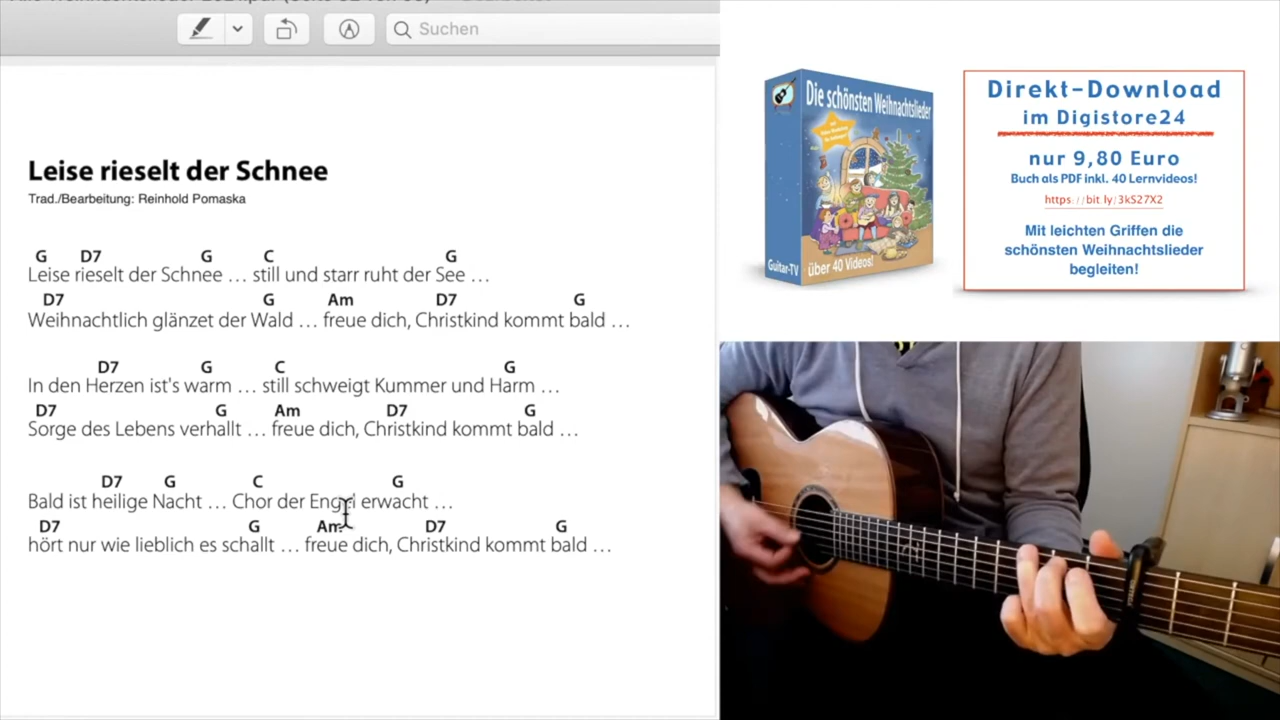 Suchen
Leise rieselt der Schnee
Trad./Bearbeitung: Reinhold Pomaska
G D7 G C G
Leise rieselt der Schnee … still und starr ruht der See …
D7 G Am D7 G
Weihnachtlich glänzet der Wald … freue dich, Christkind kommt bald …
D7 G C G
In den Herzen ist's warm … still schweigt Kummer und Harm …
D7 G Am D7 G
Sorge des Lebens verhallt … freue dich, Christkind kommt bald …
D7 G C G
Bald ist heilige Nacht … Chor der Engel erwacht …
D7 G Am D7 G
hört nur wie lieblich es schallt … freue dich, Christkind kommt bald …
Die schönsten Weihnachtslieder
Guitar-TV
über 40 Videos!
Direkt-Download
im Digistore24
nur 9,80 Euro
Buch als PDF inkl. 40 Lernvideos!
https://bit.ly/3kS27X2
Mit leichten Griffen die
schönsten Weihnachtslieder
begleiten!